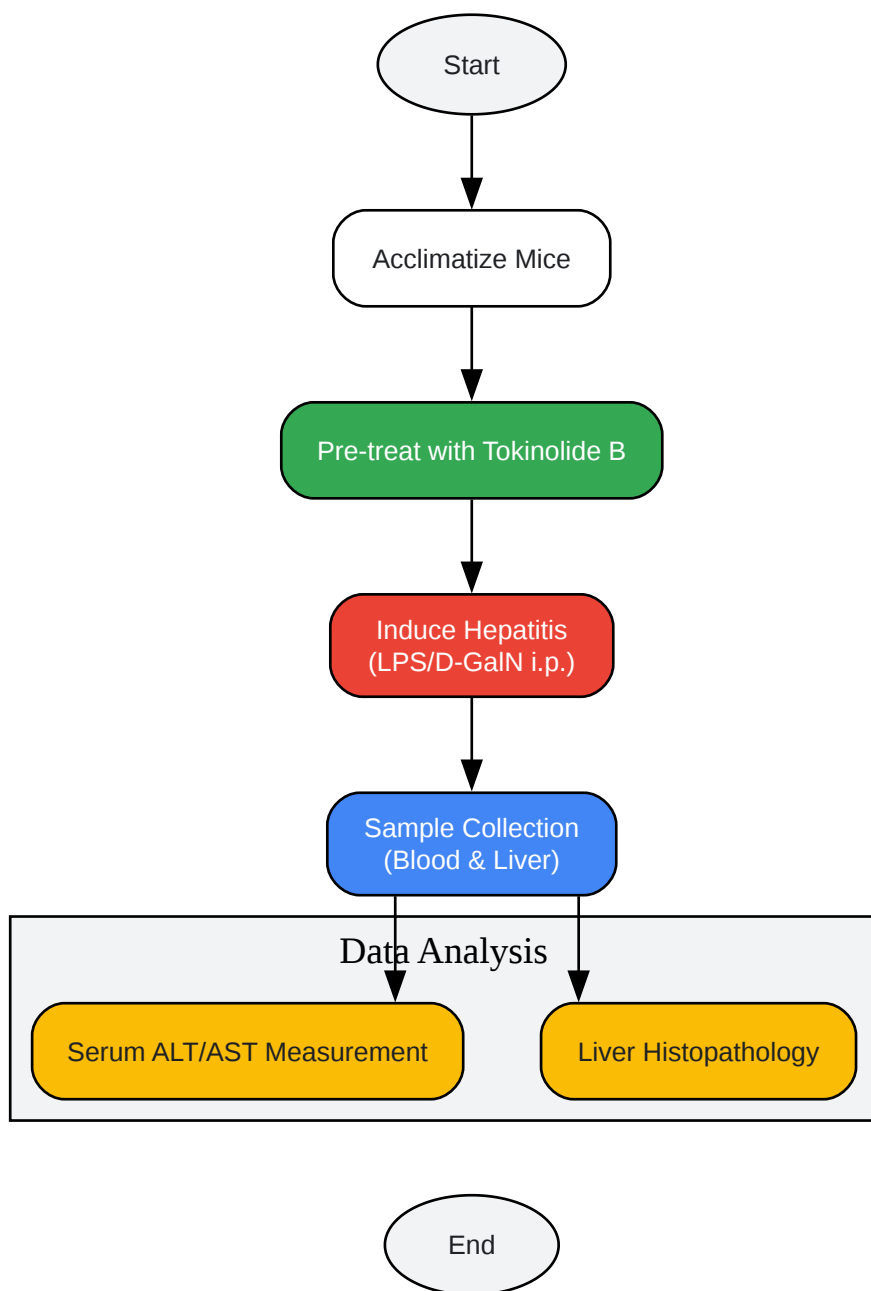 Start
Acclimatize Mice
Pre-treat with Tokinolide B
Induce Hepatitis
(LPS/D-GalN i.p.)
Sample Collection
(Blood & Liver)
Data Analysis
Serum ALT/AST Measurement
Liver Histopathology
End